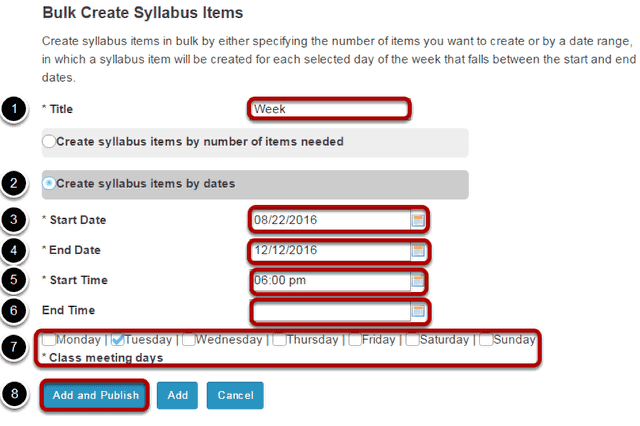 Bulk Create Syllabus Items
Create syllabus items in bulk by either specifying the number of items you want to create or by a date range,
in which a syllabus item will be created for each selected day of the week that falls between the start and end
dates.
1 * Title Week
Create syllabus items by number of items needed
2 Create syllabus items by dates
3 * Start Date 08/22/2016
4 * End Date 12/12/2016
5 * Start Time 06:00 pm
6 End Time
7 Monday | Tuesday | Wednesday | Thursday | Friday | Saturday | Sunday
* Class meeting days
8 Add and Publish Add Cancel